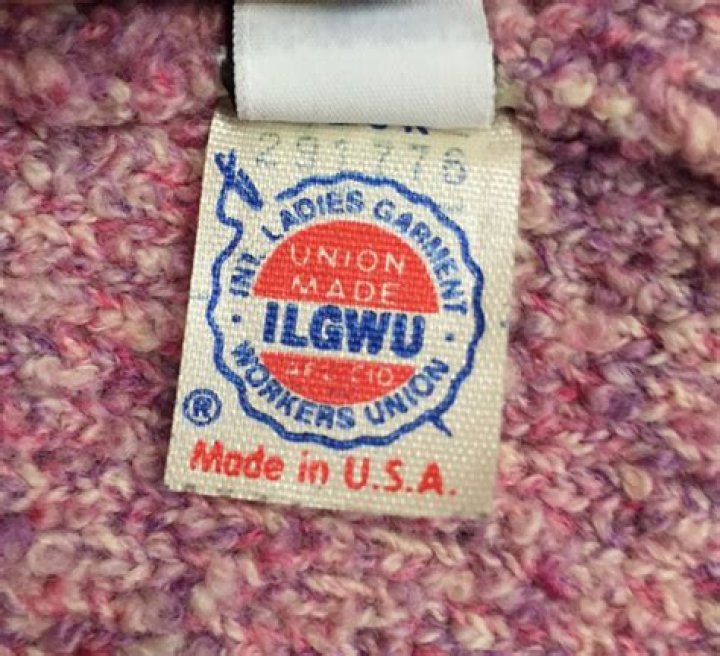 291776
INT. LADIES GARMENT
UNION
MADE
ILGWU
AFL CIO
WORKERS UNION
®
Made in U.S.A.